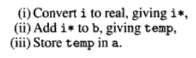 (i) Convert i to real, giving i*,
(ii) Add i* to b, giving temp,
(iii) Store temp in a.